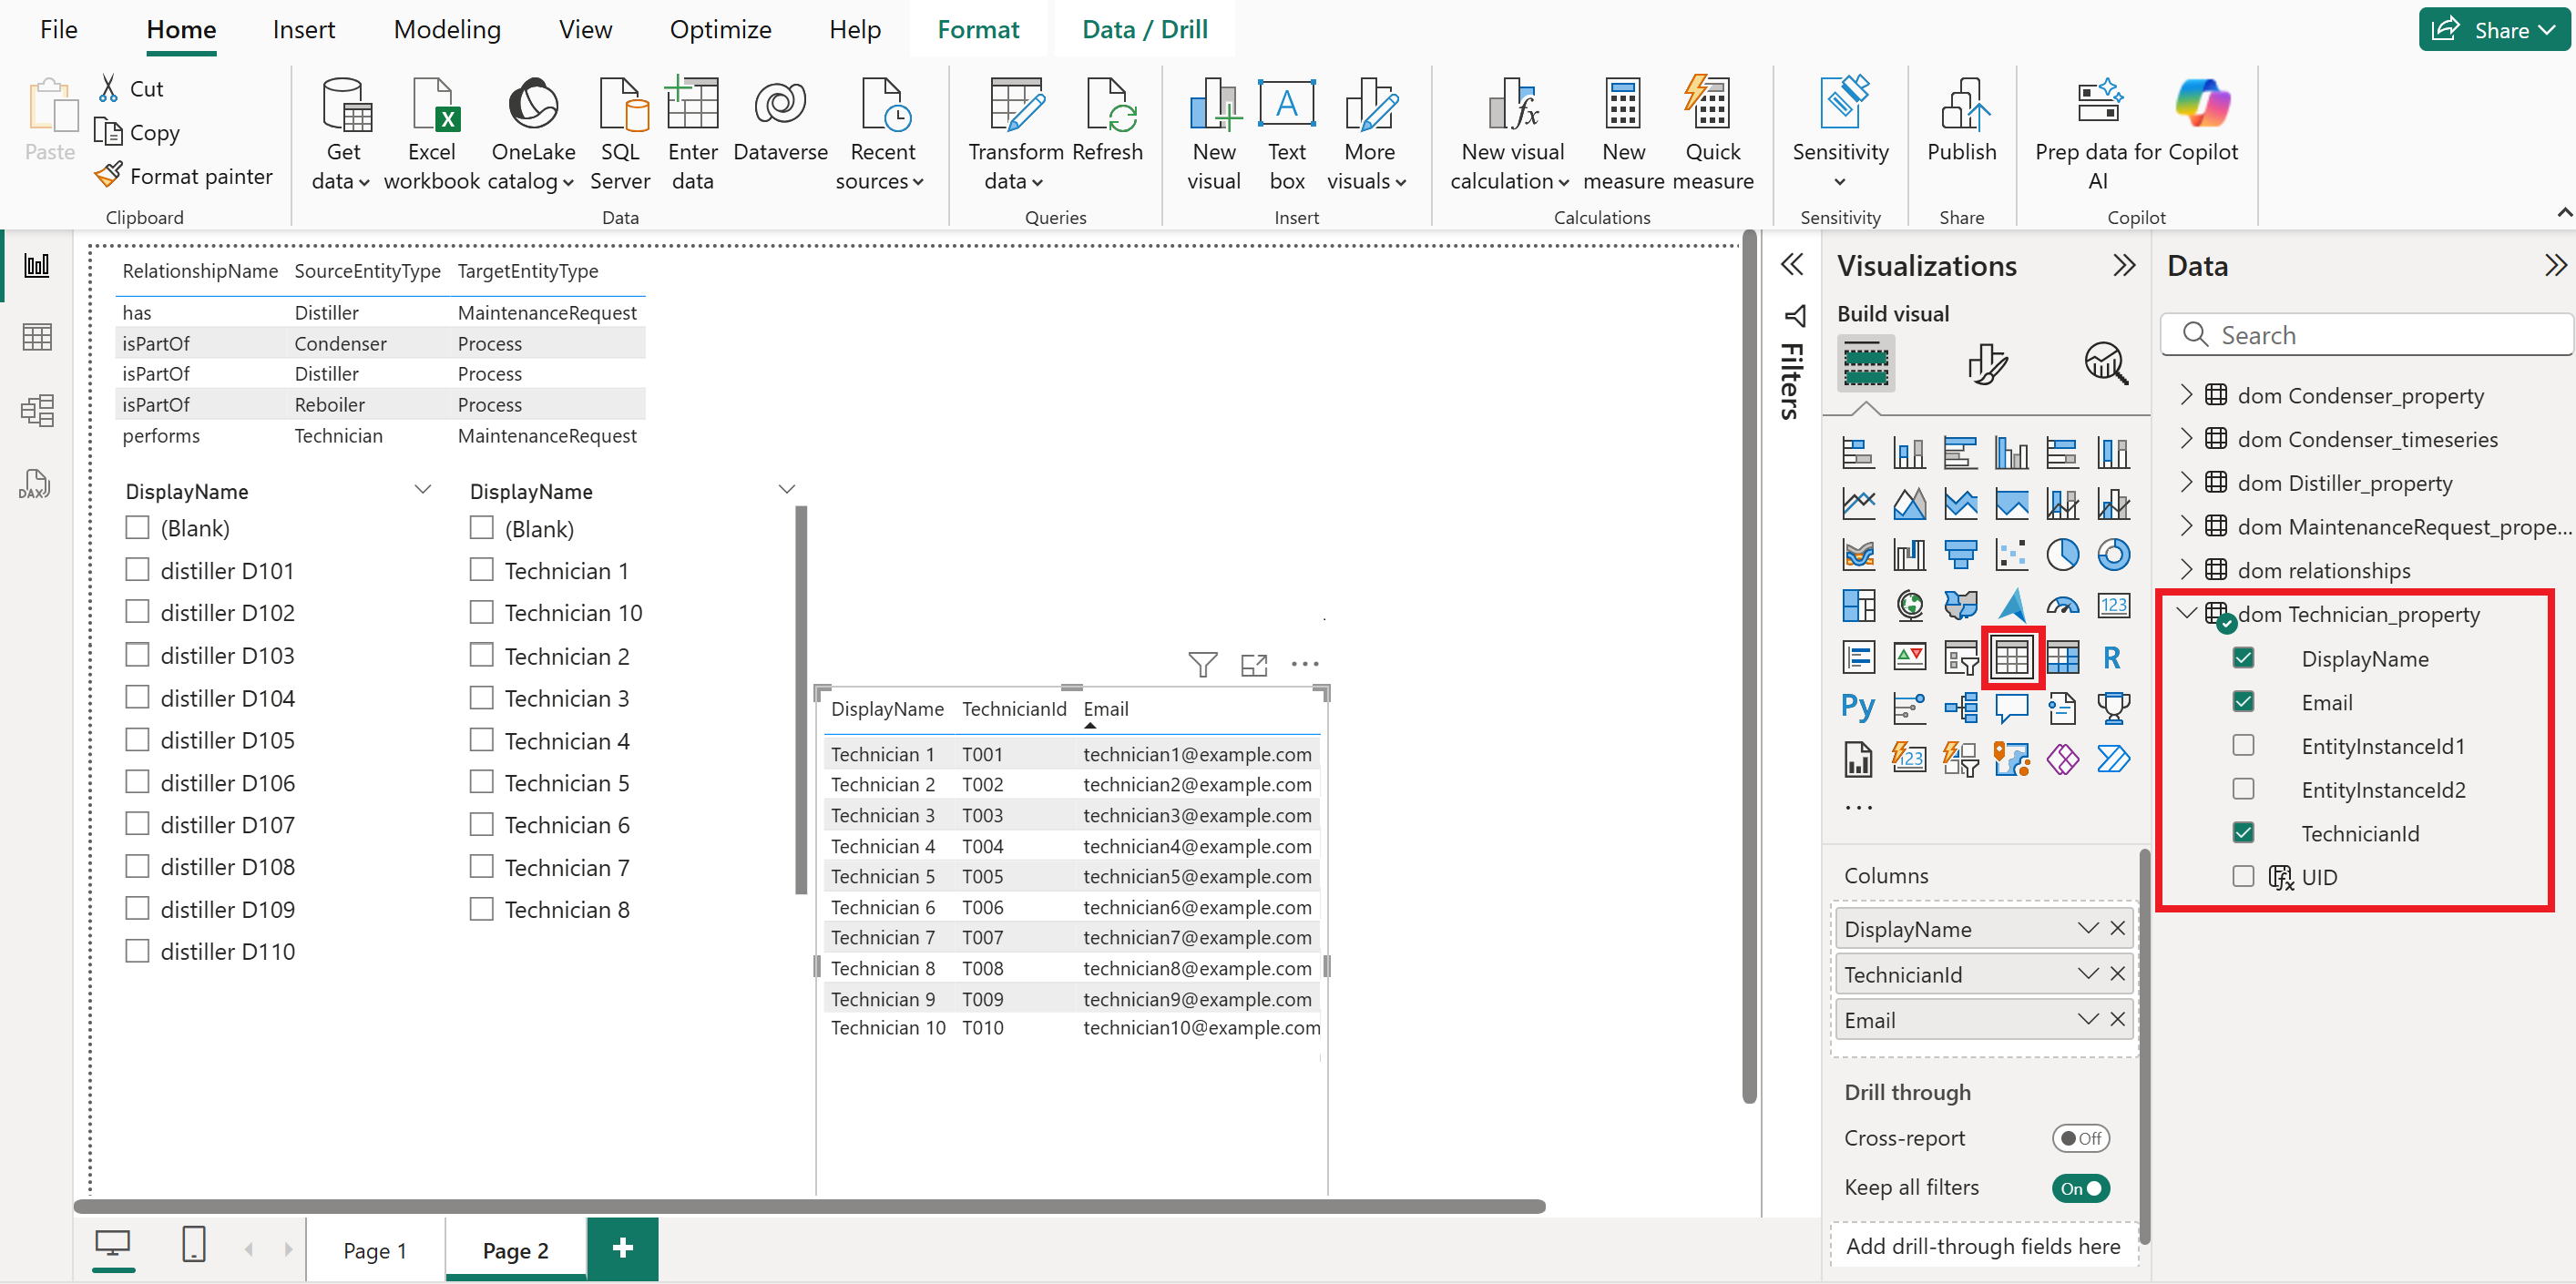 File Home Insert Modeling View Optimize Help Format Data / Drill Share
Paste
Cut
Copy
Format painter
Clipboard
Get data
Excel workbook
OneLake catalog
SQL Server
Enter data
Dataverse
Recent sources
Data
Transform data
Refresh
Queries
New visual
Text box
More visuals
Insert
New visual calculation
New measure
Quick measure
Calculations
Sensitivity
Sensitivity
Publish
Share
Prep data for AI
Copilot
Copilot
RelationshipName SourceEntityType TargetEntityType
has Distiller MaintenanceRequest
isPartOf Condenser Process
isPartOf Distiller Process
isPartOf Reboiler Process
performs Technician MaintenanceRequest
DisplayName
(Blank)
distiller D101
distiller D102
distiller D103
distiller D104
distiller D105
distiller D106
distiller D107
distiller D108
distiller D109
distiller D110
DisplayName
(Blank)
Technician 1
Technician 10
Technician 2
Technician 3
Technician 4
Technician 5
Technician 6
Technician 7
Technician 8
DisplayName TechnicianId Email
Technician 1 T001 technician1@example.com
Technician 2 T002 technician2@example.com
Technician 3 T003 technician3@example.com
Technician 4 T004 technician4@example.com
Technician 5 T005 technician5@example.com
Technician 6 T006 technician6@example.com
Technician 7 T007 technician7@example.com
Technician 8 T008 technician8@example.com
Technician 9 T009 technician9@example.com
Technician 10 T010 technician10@example.com
Page 1
Page 2
Filters
Visualizations
Build visual
123
R
Py
123
Columns
DisplayName
TechnicianId
Email
Drill through
Cross-report Off
Keep all filters On
Add drill-through fields here
Data
Search
dom Condenser_property
dom Condenser_timeseries
dom Distiller_property
dom MaintenanceRequest_prope...
dom relationships
dom Technician_property
DisplayName
Email
EntityInstanceId1
EntityInstanceId2
TechnicianId
UID
DAX